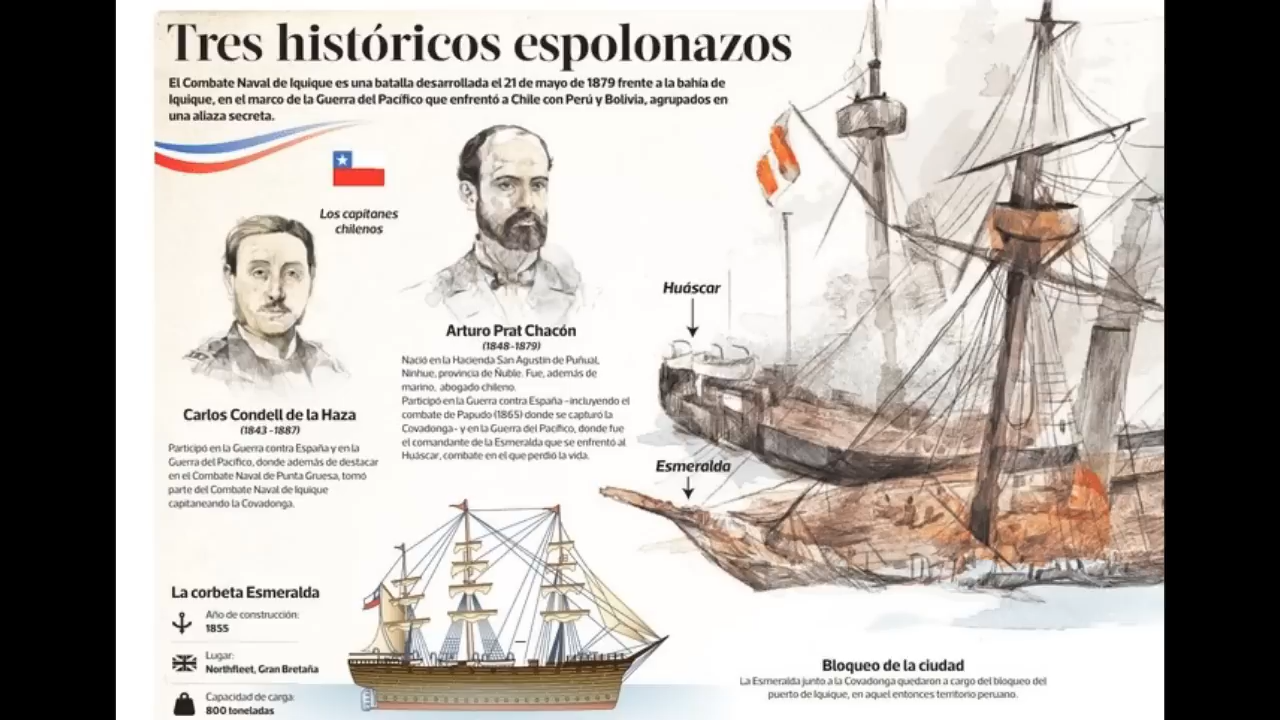 Tres históricos espolonazos
El Combate Naval de Iquique es una batalla desarrollada el 21 de mayo de 1879 frente a la bahía de
Iquique, en el marco de la Guerra del Pacífico que enfrentó a Chile con Perú y Bolivia, agrupados en
una aliaza secreta.
Los capitanes
chilenos
Carlos Condell de la Haza
(1843 -1887)
Participó en la Guerra contra España y en la
Guerra del Pacífico, donde además de destacar
en el Combate Naval de Punta Gruesa, tomó
parte del Combate Naval de Iquique
capitaneando la Covadonga.
Arturo Prat Chacón
(1848-1879)
Nació en la Hacienda San Agustín de Puñual,
Ninhue, provincia de Ñuble. Fue, además de
marino, abogado chileno.
Participó en la Guerra contra España -incluyendo el
combate de Papudo (1865) donde se capturó la
Covadonga- y en la Guerra del Pacífico, donde fue
el comandante de la Esmeralda que se enfrentó al
Huáscar, combate en el que perdió la vida.
Huáscar
Esmeralda
La corbeta Esmeralda
Año de construcción:
1855
Lugar:
Northfleet, Gran Bretaña
Capacidad de carga:
800 toneladas
Bloqueo de la ciudad
La Esmeralda junto a la Covadonga quedaron a cargo del bloqueo del
puerto de Iquique, en aquel entonces territorio peruano.